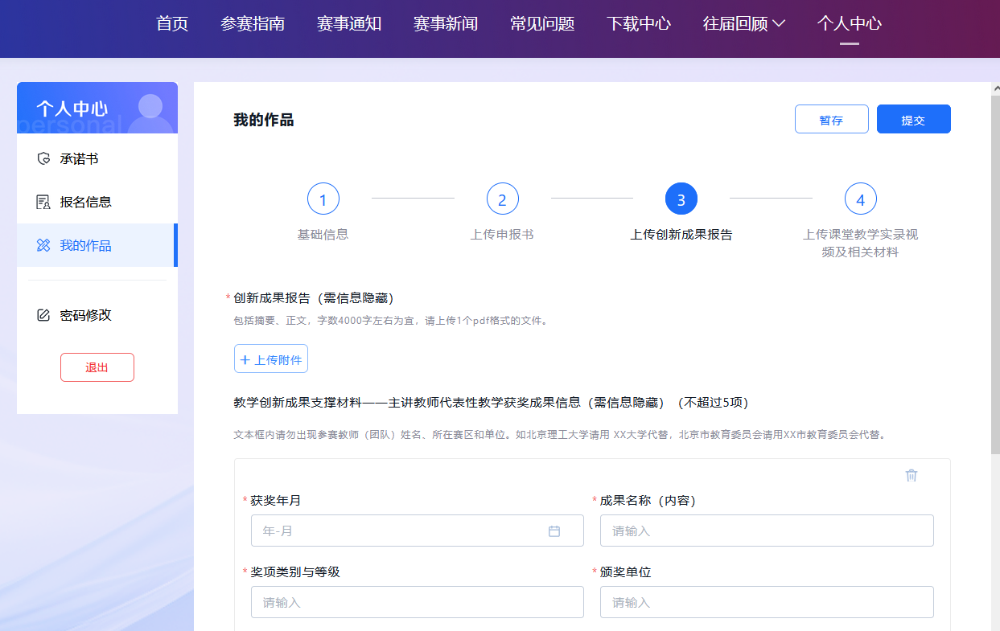 首页 参赛指南 赛事通知 赛事新闻 常见问题 下载中心 往届回顾 个人中心
个人中心
personal
承诺书
报名信息
我的作品
密码修改
退出
我的作品
暂存 提交
1 2 3 4
基础信息 上传申报书 上传创新成果报告 上传课堂教学实录视
频及相关材料
*创新成果报告（需信息隐藏）
包括摘要、正文，字数4000字左右为宜，请上传1个pdf格式的文件。
+ 上传附件
教学创新成果支撑材料——主讲教师代表性教学获奖成果信息（需信息隐藏）（不超过5项）
文本框内请勿出现参赛教师（团队）姓名、所在赛区和单位。如北京理工大学请用 XX大学代替，北京市教育委员会请用XX市教育委员会代替。
*获奖年月 *成果名称（内容）
年-月 请输入
*奖项类别与等级 *颁奖单位
请输入 请输入